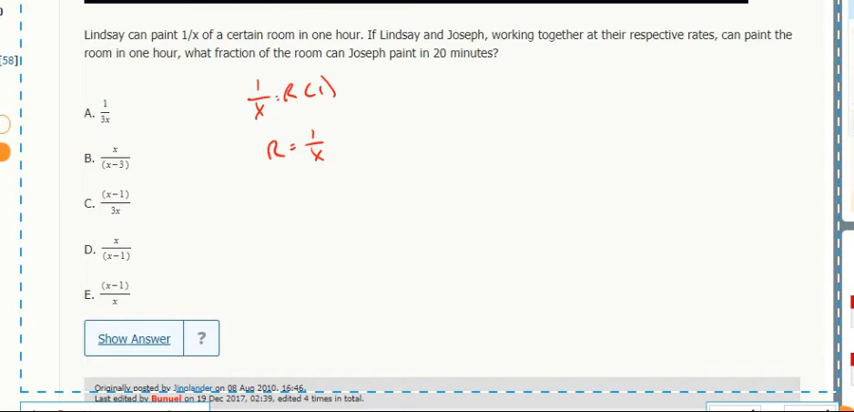 [58]
Lindsay can paint 1/x of a certain room in one hour. If Lindsay and Joseph, working together at their respective rates, can paint the
room in one hour, what fraction of the room can Joseph paint in 20 minutes?
1/x = R(1)
R = 1/x
A. 1/3x
B. x/(x−3)
C. (x−1)/3x
D. x/(x−1)
E. (x−1)/x
Show Answer ?
Originally posted by Jinglander on 08 Aug 2010, 16:46.
Last edited by Bunuel on 19 Dec 2017, 02:39, edited 4 times in total.